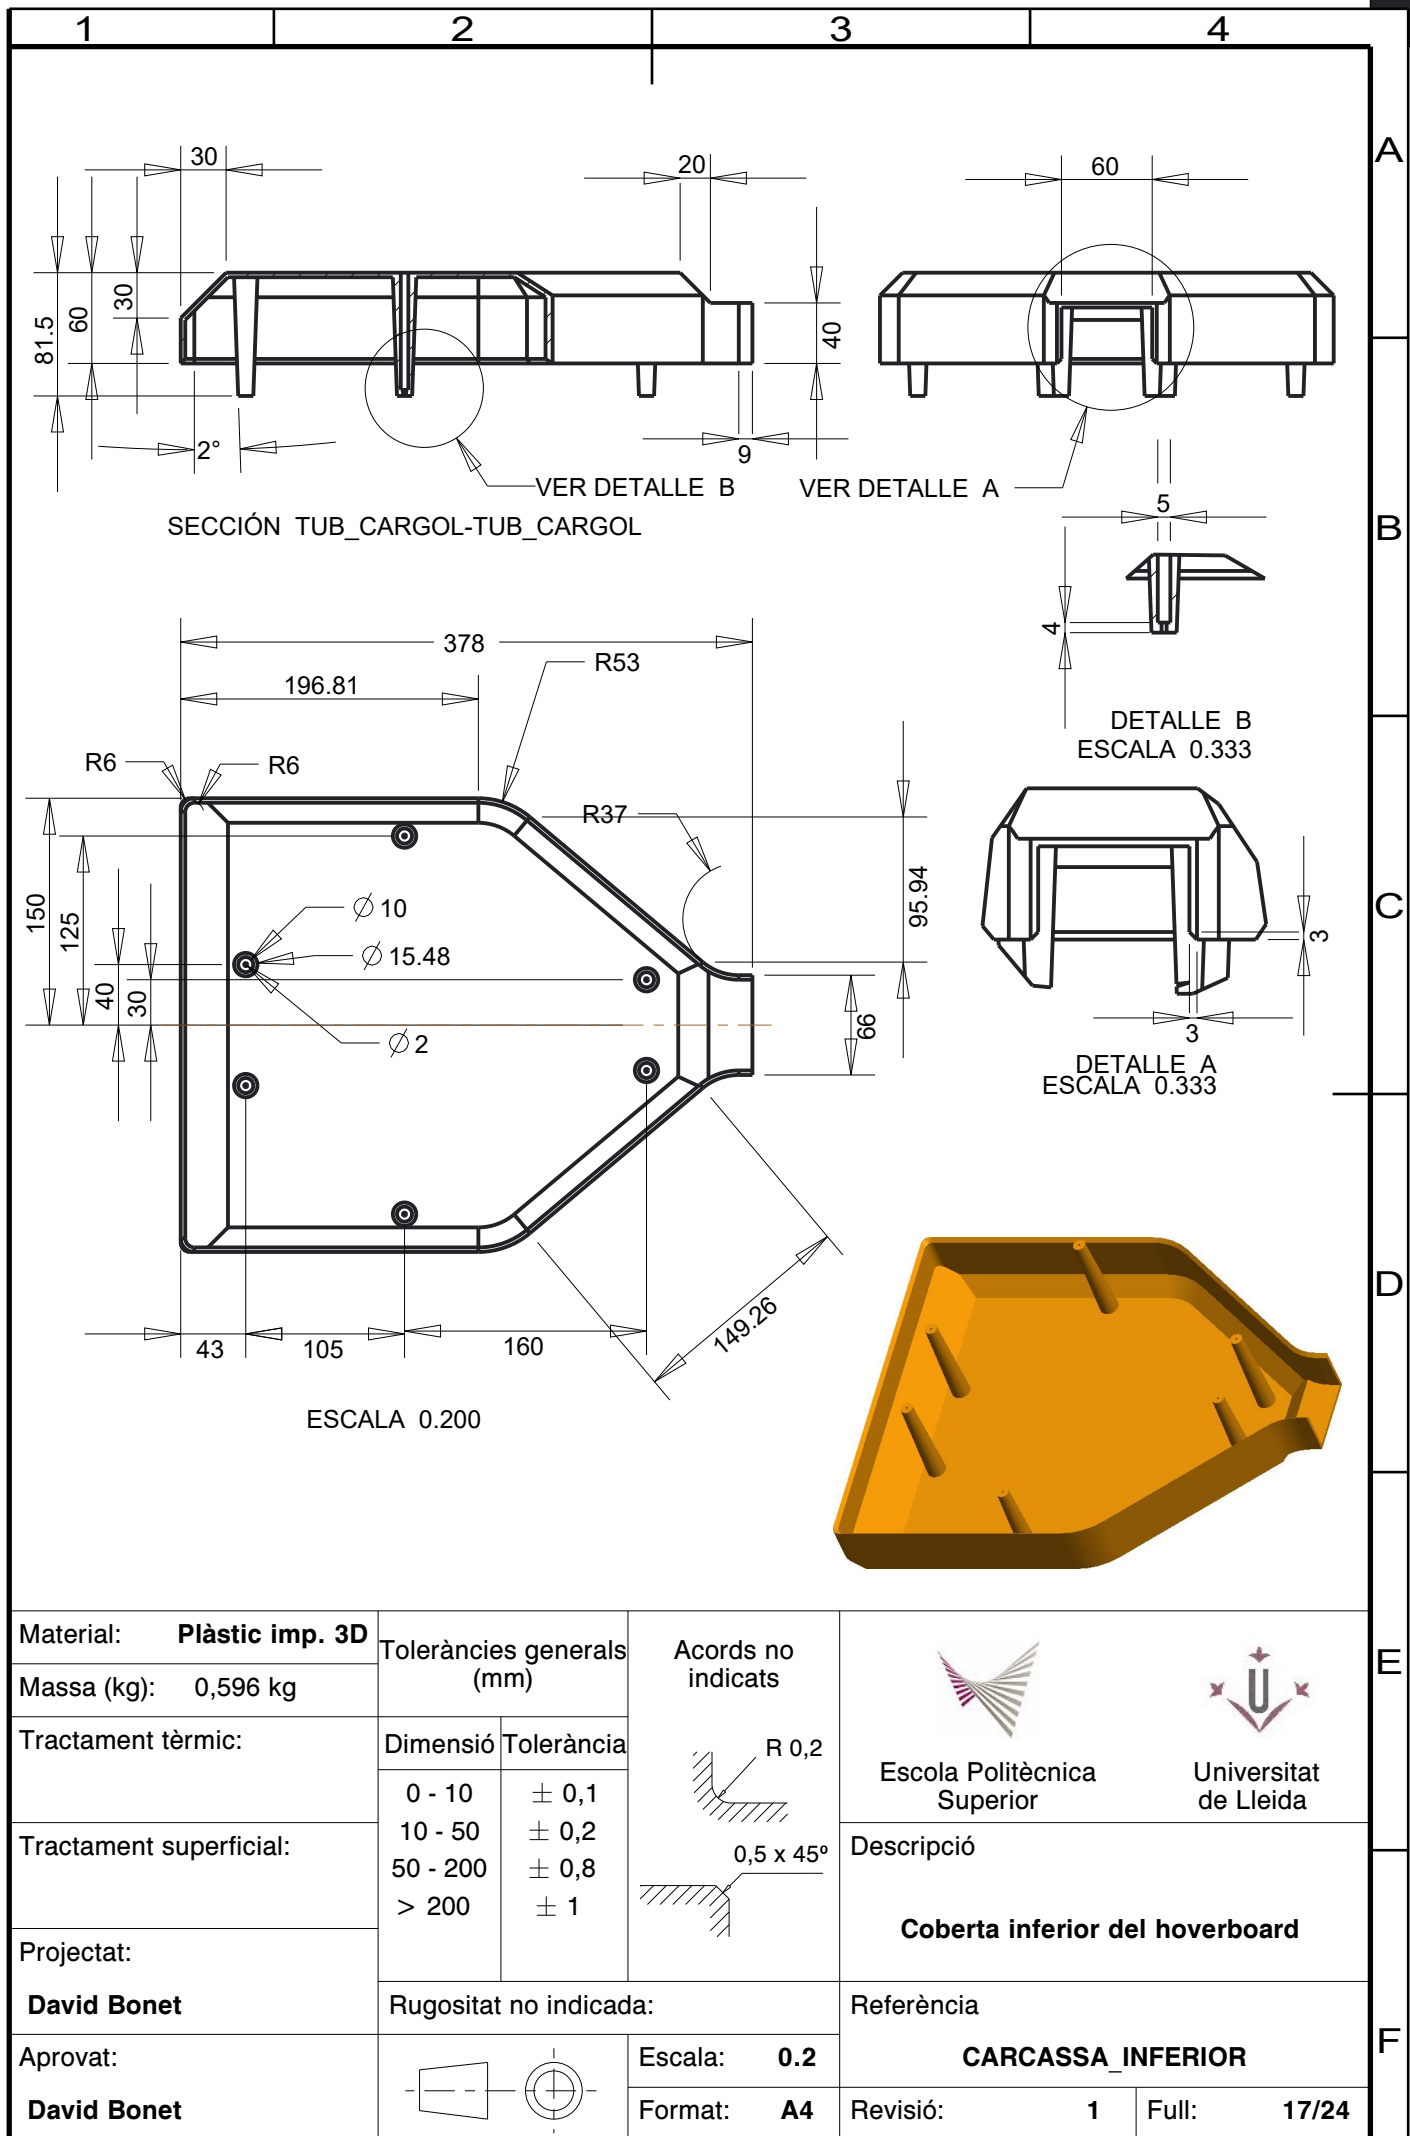 1 2 3 4
A
B
C
D
E
F
30
20
60
81.5
60
30
40
2°
9
VER DETALLE B
VER DETALLE A
SECCIÓN TUB_CARGOL-TUB_CARGOL
5
4
DETALLE B
ESCALA 0.333
378
196.81
R53
R6
R6
R37
150
125
40
30
∅ 10
∅ 15.48
∅ 2
95.94
66
3
3
DETALLE A
ESCALA 0.333
43
105
160
149.26
ESCALA 0.200
Material: Plàstic imp. 3D
Massa (kg): 0,596 kg
Tractament tèrmic:
Tractament superficial:
Projectat:
David Bonet
Aprovat:
David Bonet
Toleràncies generals
(mm)
Dimensió Tolerància
0 - 10 ± 0,1
10 - 50 ± 0,2
50 - 200 ± 0,8
> 200 ± 1
Acords no
indicats
R 0,2
0,5 x 45º
Rugositat no indicada:
Escala: 0.2
Format: A4
U
Escola Politècnica
Superior
Universitat
de Lleida
Descripció
Coberta inferior del hoverboard
Referència
CARCASSA_INFERIOR
Revisió: 1
Full: 17/24